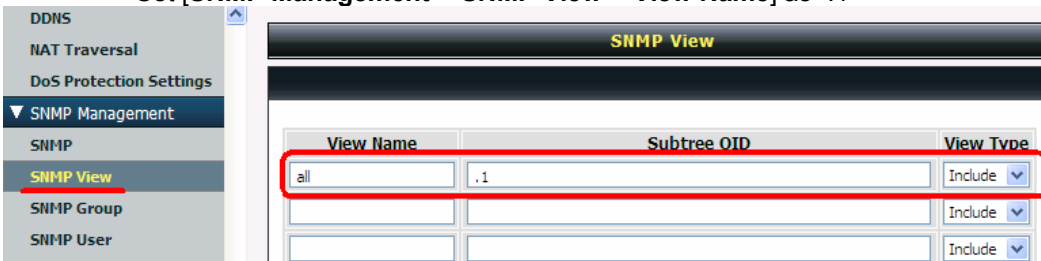 DDNS
NAT Traversal
DoS Protection Settings
SNMP Management
SNMP
SNMP View
SNMP Group
SNMP User
SNMP View
View Name Subtree OID View Type
all .1 Include
Include
Include